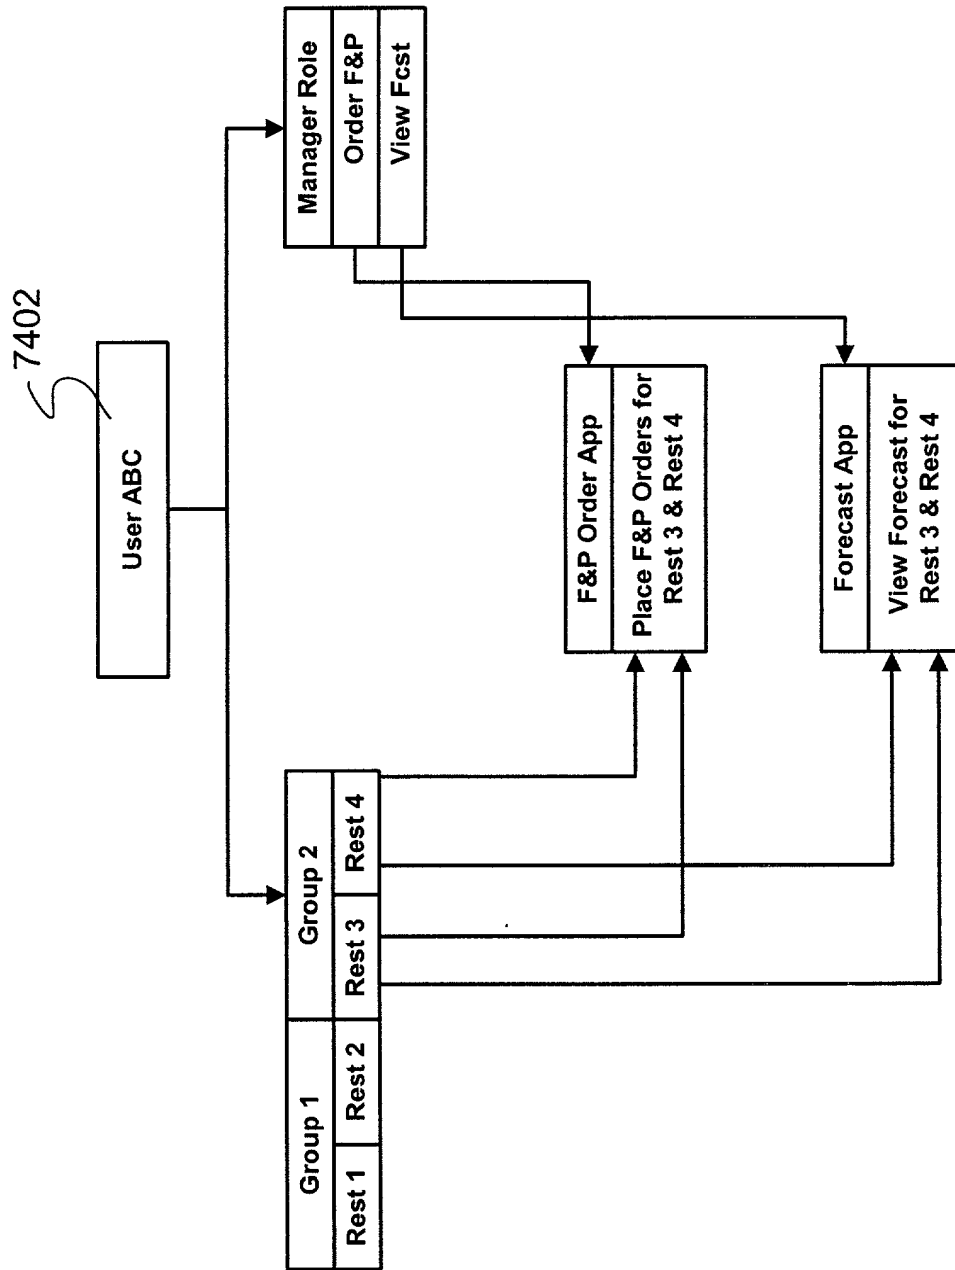 7402
User ABC
Group 1
Group 2
Rest 1
Rest 2
Rest 3
Rest 4
Manager Role
Order F&P
View Fcst
F&P Order App
Place F&P Orders for
Rest 3 & Rest 4
Forecast App
View Forecast for
Rest 3 & Rest 4